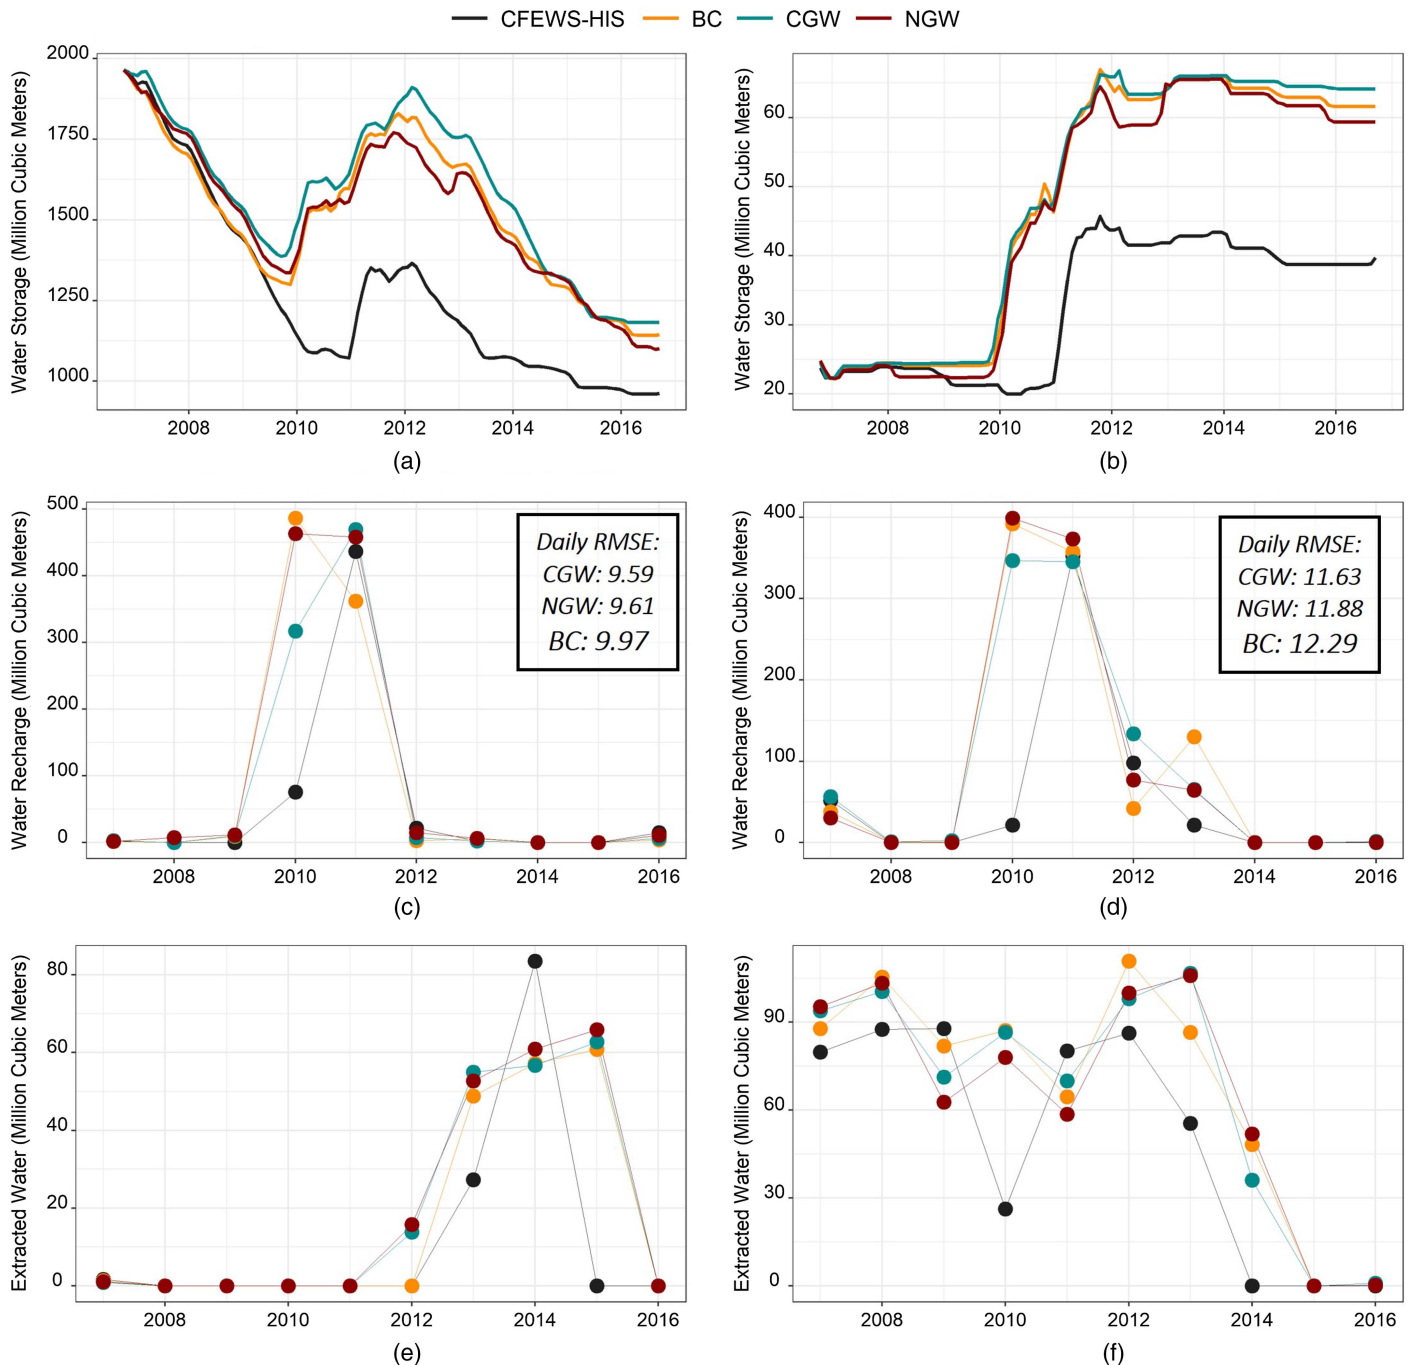 CFEWS-HIS BC CGW NGW
Water Storage (Million Cubic Meters)
2000
1750
1500
1250
1000
2008 2010 2012 2014 2016
(a)
Water Storage (Million Cubic Meters)
60
50
40
30
20
2008 2010 2012 2014 2016
(b)
Water Recharge (Million Cubic Meters)
500
400
300
200
100
0
Daily RMSE:
CGW: 9.59
NGW: 9.61
BC: 9.97
2008 2010 2012 2014 2016
(c)
Water Recharge (Million Cubic Meters)
400
300
200
100
0
Daily RMSE:
CGW: 11.63
NGW: 11.88
BC: 12.29
2008 2010 2012 2014 2016
(d)
Extracted Water (Million Cubic Meters)
80
60
40
20
0
2008 2010 2012 2014 2016
(e)
Extracted Water (Million Cubic Meters)
90
60
30
0
2008 2010 2012 2014 2016
(f)